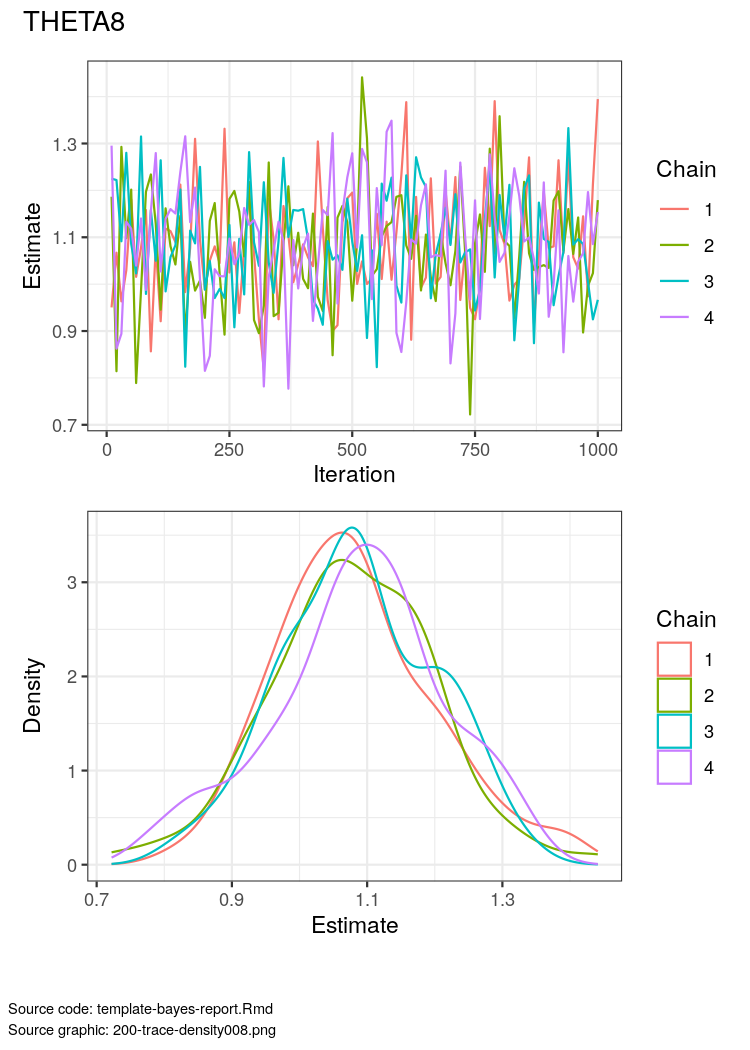 THETA8
Estimate
1.3
1.1
0.9
0.7
0 250 500 750 1000
Iteration
Chain
1
2
3
4
Density
3
2
1
0
0.7 0.9 1.1 1.3
Estimate
Chain
1
2
3
4
Source code: template-bayes-report.Rmd
Source graphic: 200-trace-density008.png